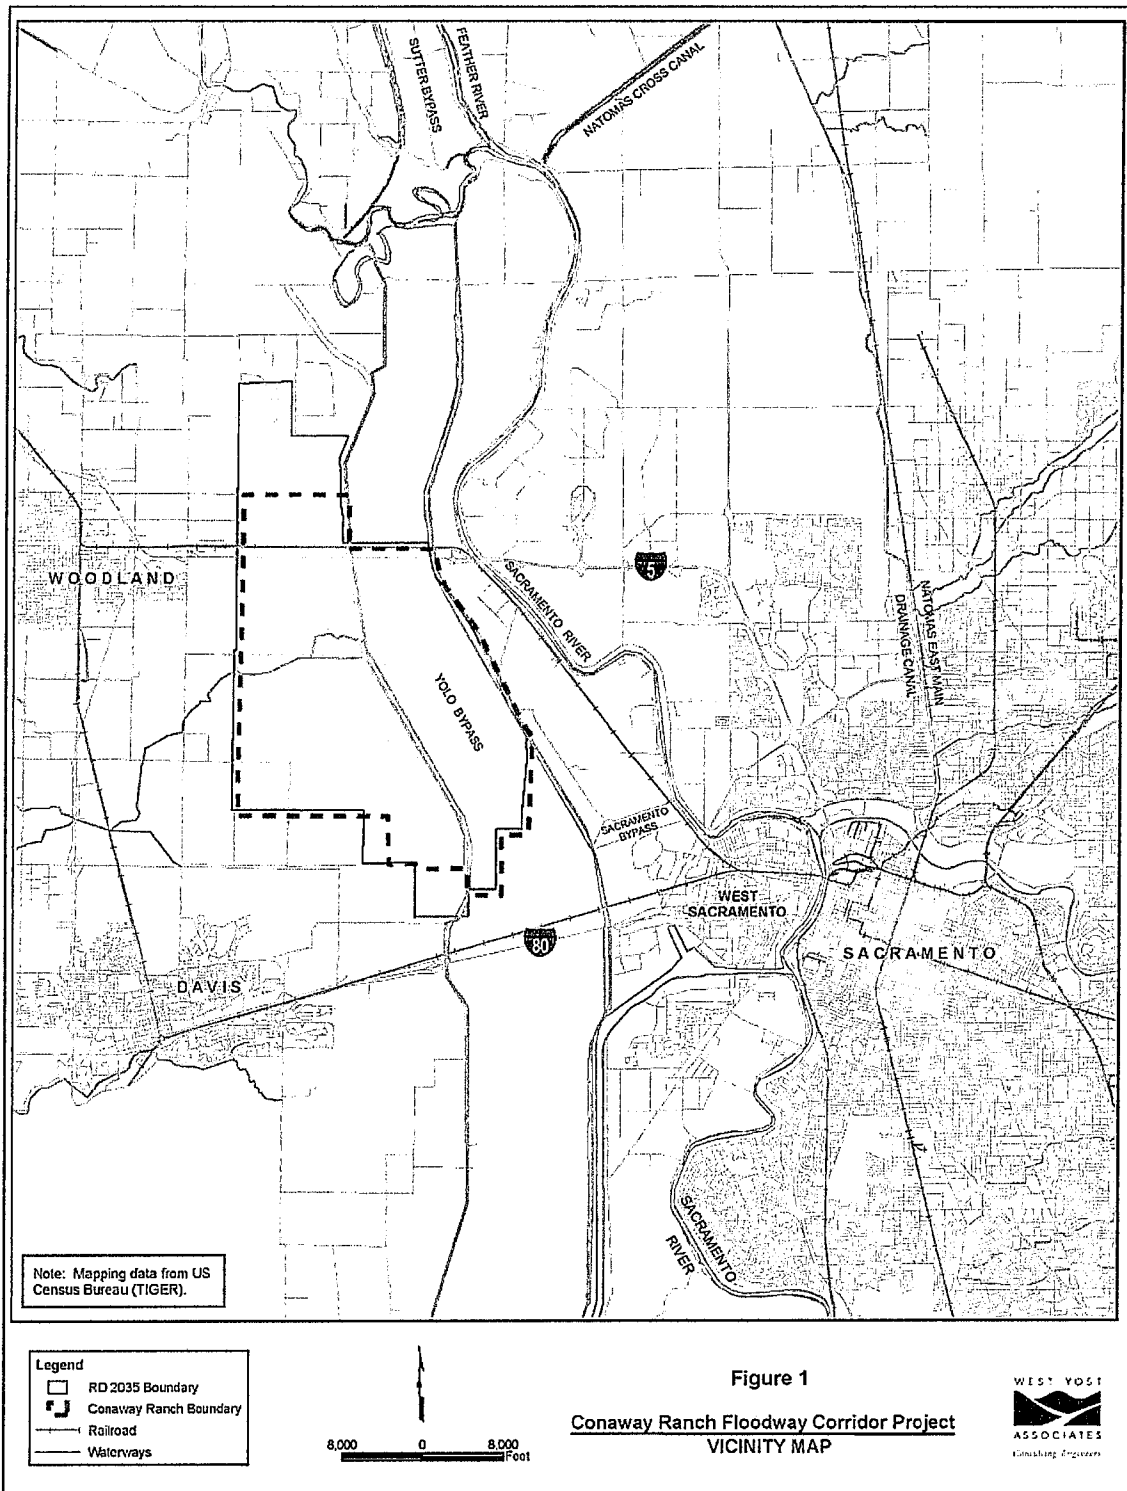 FEATHER RIVER
SUTTER BYPASS
NATOMAS CROSS CANAL
5
WOODLAND
SACRAMENTO RIVER
NATOMAS EAST MAIN
DRAINAGE CANAL
YOLO BYPASS
SACRAMENTO
BYPASS
WEST
SACRAMENTO
80
SACRAMENTO
DAVIS
SACRAMENTO
RIVER
Note: Mapping data from US
Census Bureau (TIGER).
Legend
RD 2035 Boundary
Conaway Ranch Boundary
Railroad
Waterways
8,000 0 8,000
Foot
Figure 1
Conaway Ranch Floodway Corridor Project
VICINITY MAP
WEST YOST
ASSOCIATES
Consulting Engineers